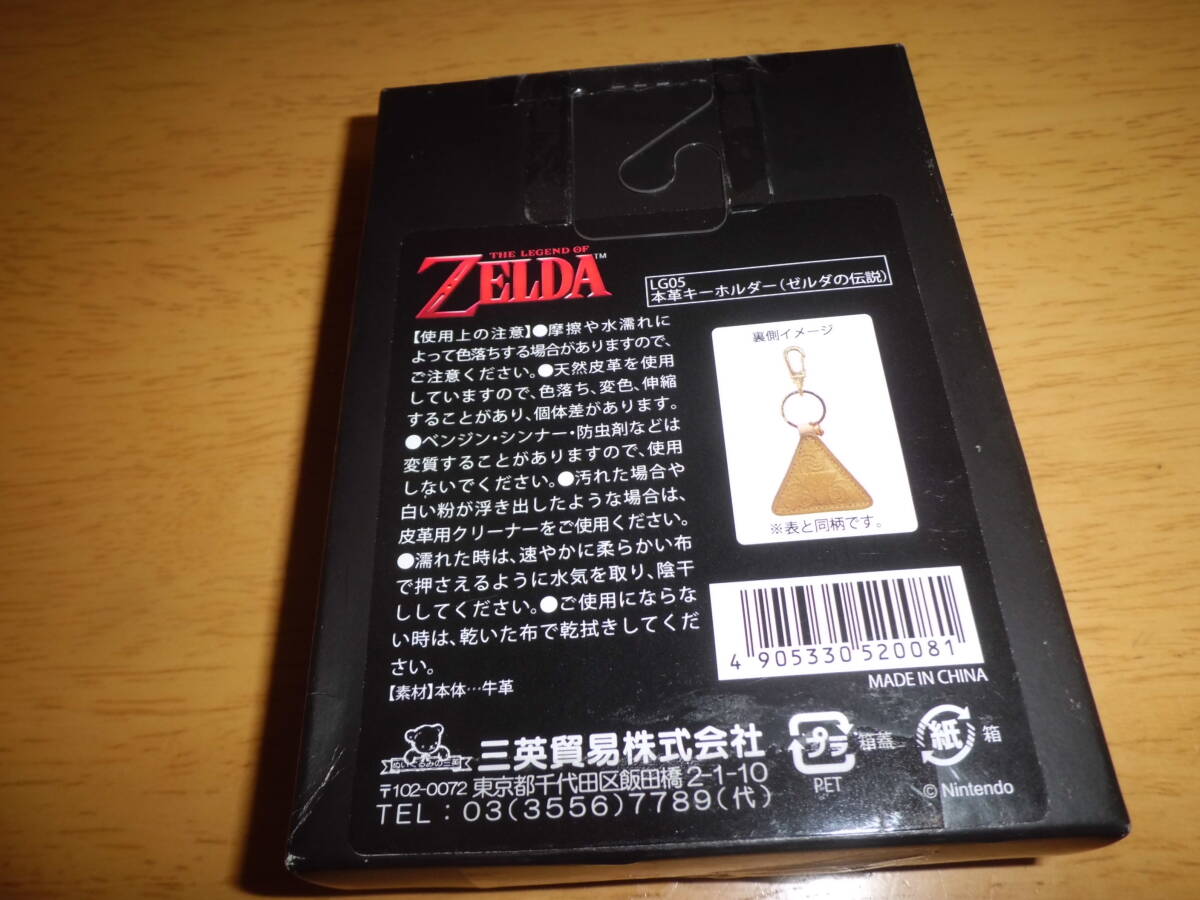 THE LEGEND OF
ZELDA™
LG05
本革キーホルダー(ゼルダの伝説)
【使用上の注意】●摩擦や水濡れに
よって色落ちする場合がありますので、
ご注意ください。●天然皮革を使用
していますので、色落ち、変色、伸縮
することがあり、個体差があります。
●ベンジン・シンナー・防虫剤などは
変質することがありますので、使用
しないでください。●汚れた場合や
白い粉が浮き出したような場合は、
皮革用クリーナーをご使用ください。
●濡れた時は、速やかに柔らかい布
で押さえるように水気を取り、陰干
ししてください。●ご使用にならな
い時は、乾いた布で乾拭きしてくだ
さい。
【素材】本体…牛革
裏側イメージ
※表と同柄です。
4 905330 520081
MADE IN CHINA
ぬいぐるみの三英
三英貿易株式会社
〒102-0072 東京都千代田区飯田橋2-1-10
TEL：03(3556)7789(代)
プラ
箱蓋
PET
紙
箱
© Nintendo